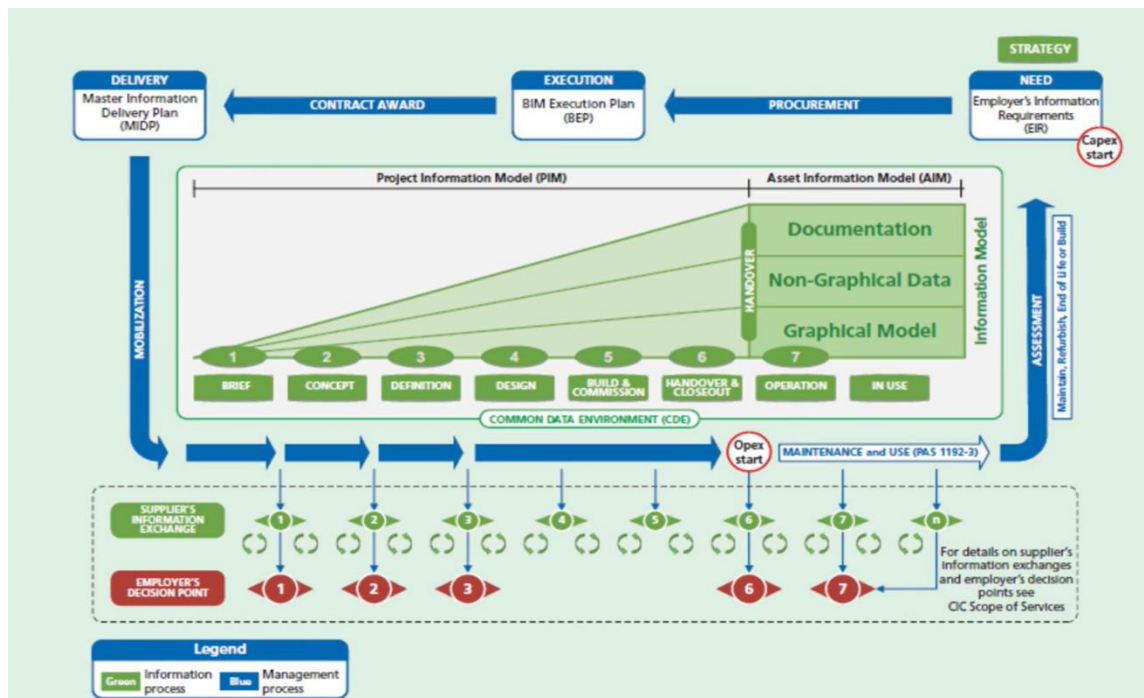 STRATEGY
DELIVERY
Master Information
Delivery Plan
(MIDP)
CONTRACT AWARD
EXECUTION
BIM Execution Plan
(BEP)
PROCUREMENT
NEED
Employer's Information
Requirements
(EIR)
Capex
start
Project Information Model (PIM)
Asset Information Model (AIM)
Documentation
Non-Graphical Data
Graphical Model
HANDOVER
Information Model
MOBILIZATION
ASSESSMENT
Maintain, Refurbish, End of Life or Build
1 2 3 4 5 6 7
BRIEF
CONCEPT
DEFINITION
DESIGN
BUILD &
COMMISSION
HANDOVER &
CLOSEOUT
OPERATION
IN USE
COMMON DATA ENVIRONMENT (CDE)
Opex
start
MAINTENANCE and USE (PAS 1192-3)
SUPPLIER'S
INFORMATION
EXCHANGE
1 2 3 4 5 6 7 n
EMPLOYER'S
DECISION POINT
1 2 3 6 7
For details on supplier's
information exchanges
and employer's decision
points see
CIC Scope of Services
Legend
Green
Information
process
Blue
Management
process